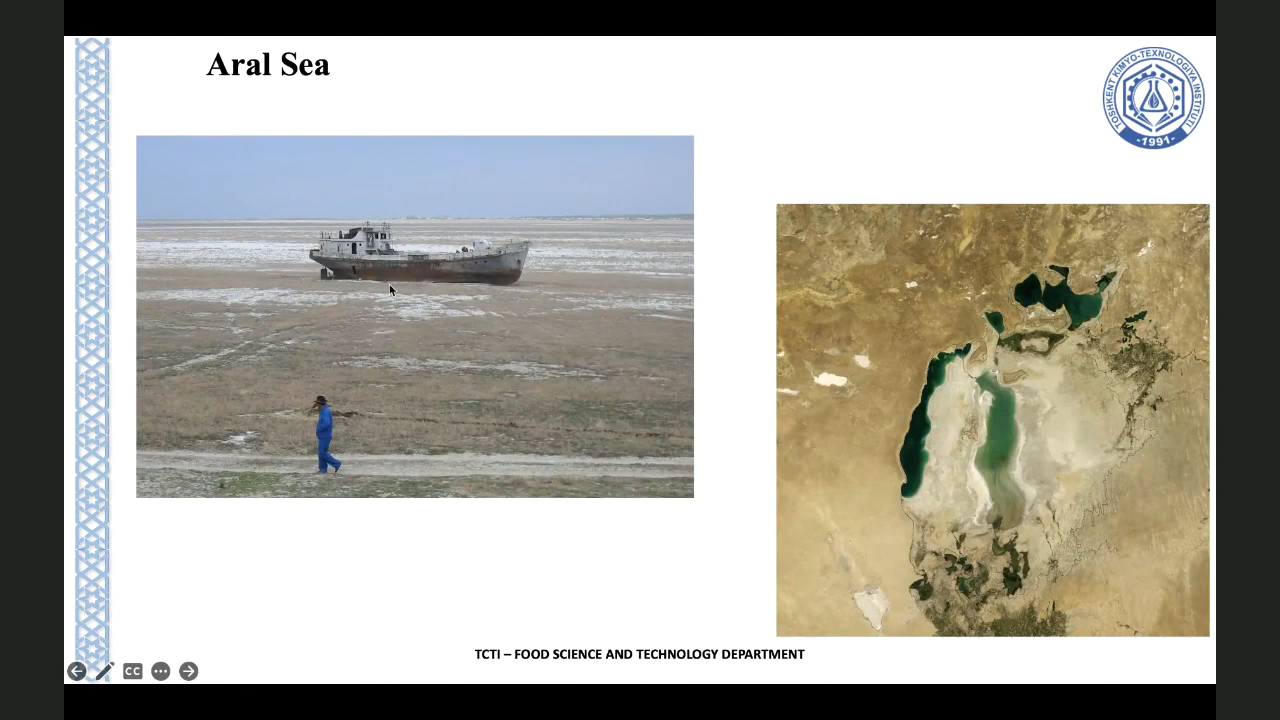 Aral Sea
TOSHKENT KIMYO-TEXNOLOGIYA INSTITUTI
-1991-
TCTI – FOOD SCIENCE AND TECHNOLOGY DEPARTMENT
CC